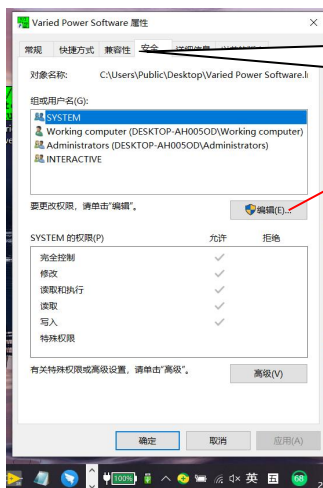 Varied Power Software 属性
常规 快捷方式 兼容性 安全 详细信息
对象名称: C:\Users\Public\Desktop\Varied Power Software.l
组或用户名(G):
SYSTEM
Working computer (DESKTOP-AH005OD\Working computer)
Administrators (DESKTOP-AH005OD\Administrators)
INTERACTIVE
要更改权限，请单击"编辑"。
编辑(E)...
SYSTEM 的权限(P) 允许 拒绝
完全控制
修改
读取和执行
读取
写入
特殊权限
有关特殊权限或高级设置，请单击"高级"。
高级(V)
确定 取消 应用(A)
100% 英 五 68